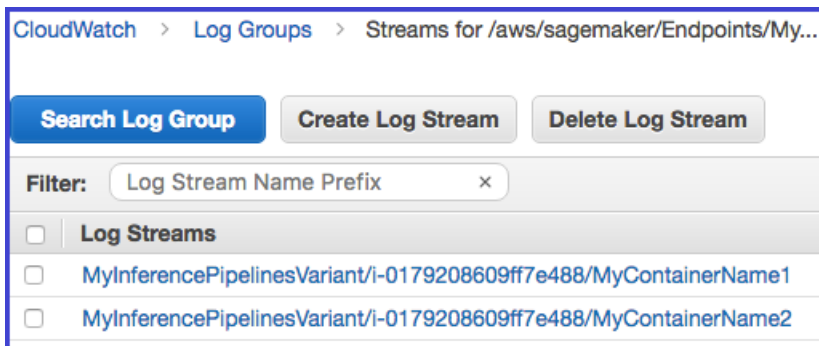 CloudWatch > Log Groups > Streams for /aws/sagemaker/Endpoints/My...
Search Log Group Create Log Stream Delete Log Stream
Filter: Log Stream Name Prefix ×
Log Streams
MyInferencePipelinesVariant/i-0179208609ff7e488/MyContainerName1
MyInferencePipelinesVariant/i-0179208609ff7e488/MyContainerName2